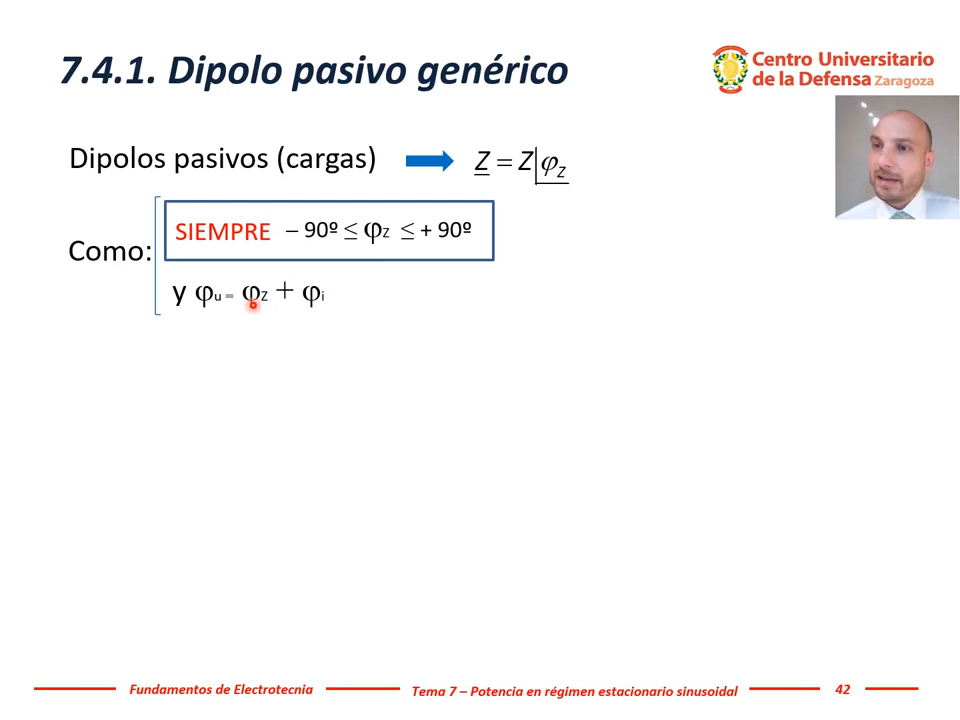 7.4.1. Dipolo pasivo genérico
Centro Universitario
de la Defensa Zaragoza
Dipolos pasivos (cargas)
Z = Z|φZ
SIEMPRE – 90º ≤ φZ ≤ + 90º
Como:
y φu = φZ + φi
Fundamentos de Electrotecnia
Tema 7 – Potencia en régimen estacionario sinusoidal
42